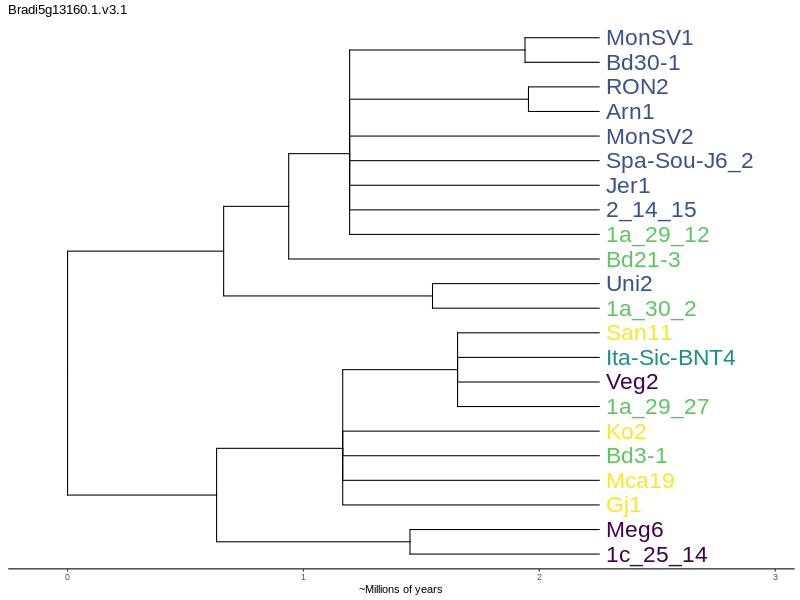 Bradi5g13160.1.v3.1
MonSV1
Bd30-1
RON2
Arn1
MonSV2
Spa-Sou-J6_2
Jer1
2_14_15
1a_29_12
Bd21-3
Uni2
1a_30_2
San11
Ita-Sic-BNT4
Veg2
1a_29_27
Ko2
Bd3-1
Mca19
Gj1
Meg6
1c_25_14
0 1 2 3
~Millions of years